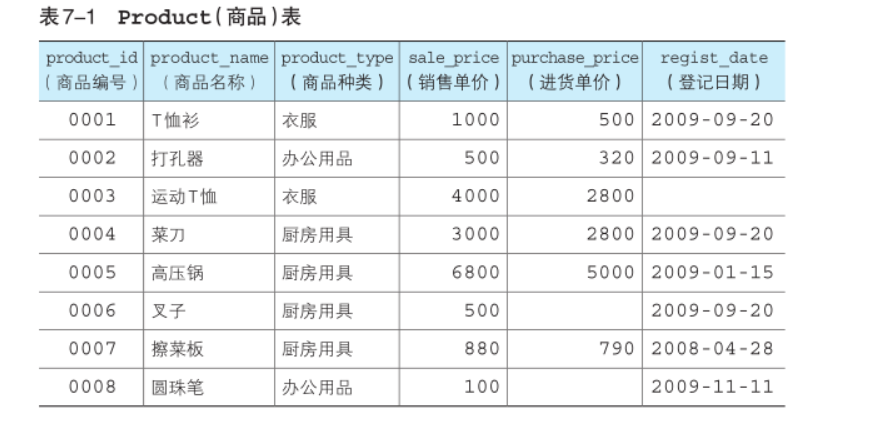 表7-1 Product(商品)表
product_id product_name product_type sale_price purchase_price regist_date
(商品编号) (商品名称) (商品种类) (销售单价) (进货单价) (登记日期)
0001 T恤衫 衣服 1000 500 2009-09-20
0002 打孔器 办公用品 500 320 2009-09-11
0003 运动T恤 衣服 4000 2800
0004 菜刀 厨房用具 3000 2800 2009-09-20
0005 高压锅 厨房用具 6800 5000 2009-01-15
0006 叉子 厨房用具 500 2009-09-20
0007 擦菜板 厨房用具 880 790 2008-04-28
0008 圆珠笔 办公用品 100 2009-11-11